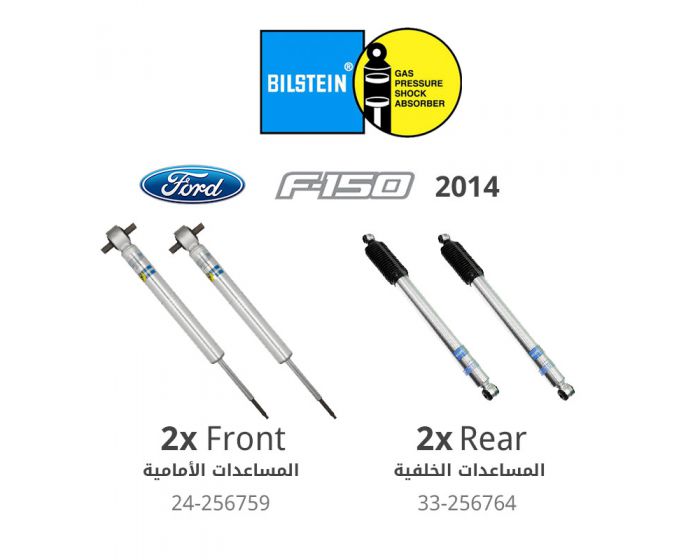 BILSTEIN®
GAS
PRESSURE
SHOCK
ABSORBER
Ford F-150 2014
2x Front
المساعدات الأمامية
24-256759
2x Rear
المساعدات الخلفية
33-256764